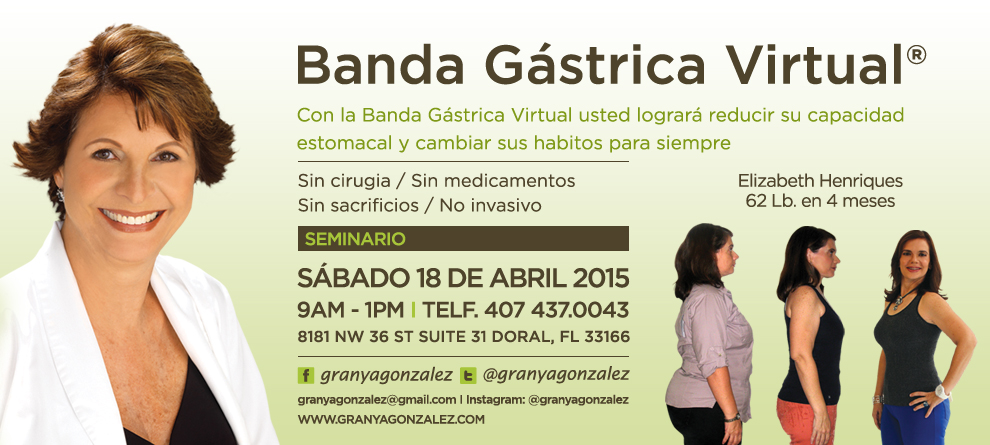 Banda Gástrica Virtual®
Con la Banda Gástrica Virtual usted logrará reducir su capacidad
estomacal y cambiar sus habitos para siempre
Sin cirugia / Sin medicamentos
Sin sacrificios / No invasivo
Elizabeth Henriques
62 Lb. en 4 meses
SEMINARIO
SÁBADO 18 DE ABRIL 2015
9AM - 1PM | TELF. 407 437.0043
8181 NW 36 ST SUITE 31 DORAL, FL 33166
f granyagonzalez t @granyagonzalez
granyagonzalez@gmail.com | Instagram: @granyagonzalez
WWW.GRANYAGONZALEZ.COM